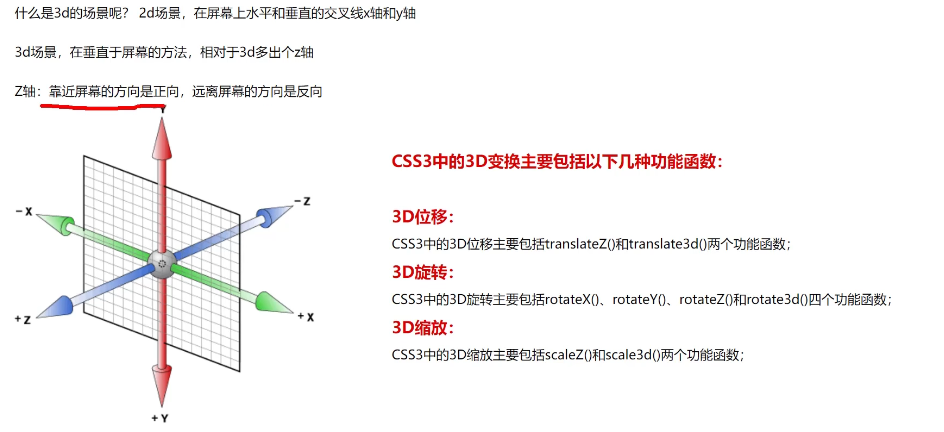 什么是3d的场景呢？ 2d场景，在屏幕上水平和垂直的交叉线x轴和y轴
3d场景，在垂直于屏幕的方法，相对于3d多出个z轴
Z轴：靠近屏幕的方向是正向，远离屏幕的方向是反向
Y
- X
- Z
+ Z
+ X
+ Y
CSS3中的3D变换主要包括以下几种功能函数：
3D位移：
CSS3中的3D位移主要包括translateZ()和translate3d()两个功能函数；
3D旋转：
CSS3中的3D旋转主要包括rotateX()、rotateY()、rotateZ()和rotate3d()四个功能函数；
3D缩放：
CSS3中的3D缩放主要包括scaleZ()和scale3d()两个功能函数；